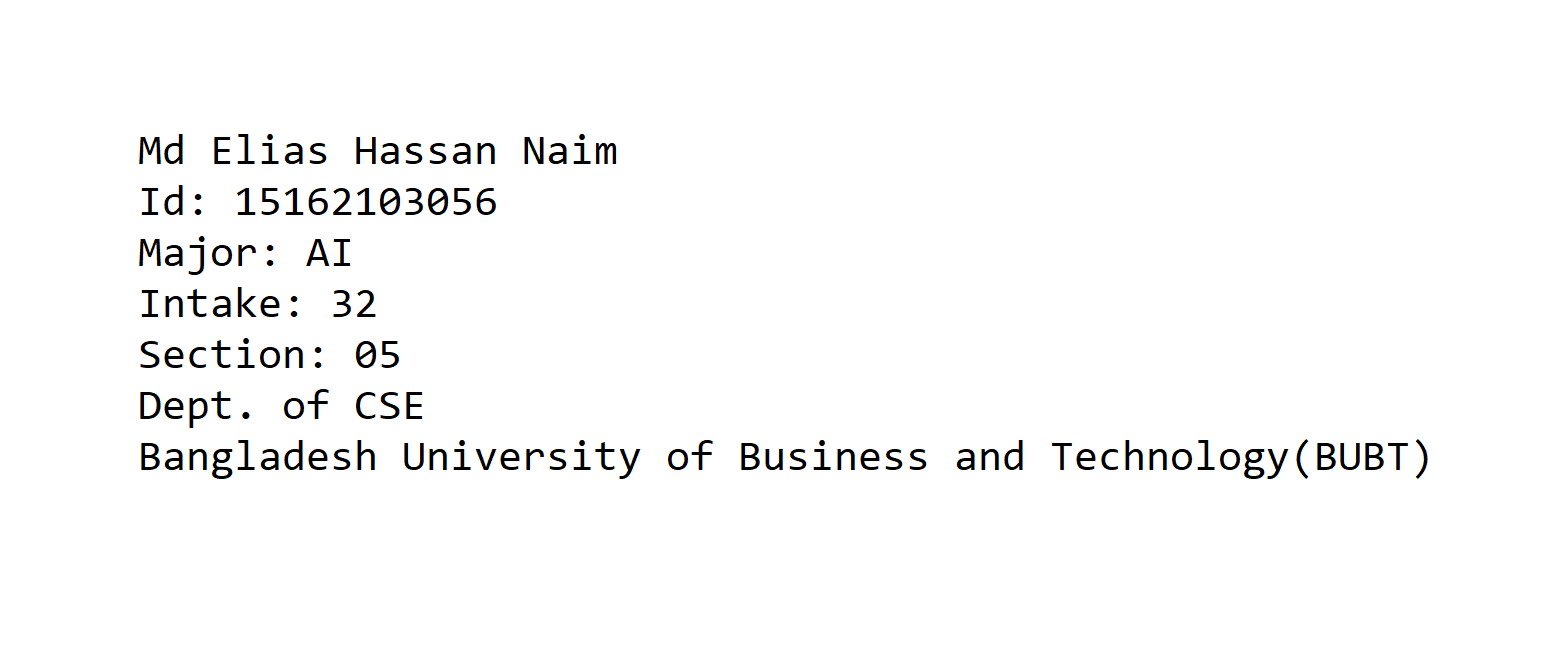 Md Elias Hassan Naim
Id: 15162103056
Major: AI
Intake: 32
Section: 05
Dept. of CSE
Bangladesh University of Business and Technology(BUBT)